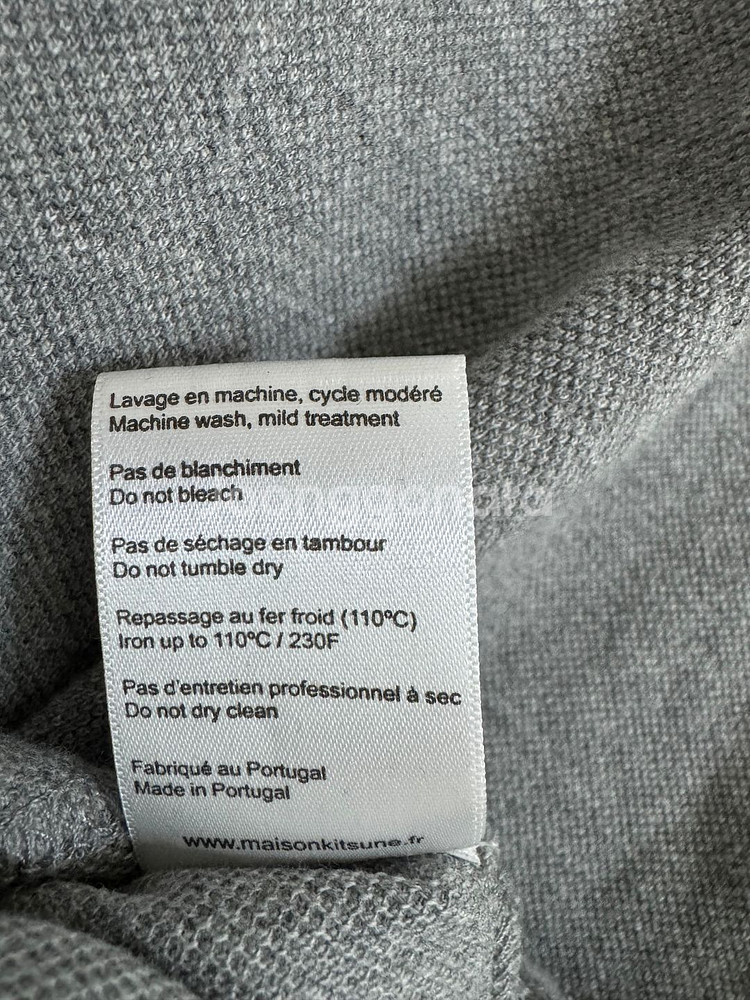 Lavage en machine, cycle modéré
Machine wash, mild treatment
Pas de blanchiment
Do not bleach
Pas de séchage en tambour
Do not tumble dry
Repassage au fer froid (110ºC)
Iron up to 110ºC / 230F
Pas d'entretien professionnel à sec
Do not dry clean
Fabriqué au Portugal
Made in Portugal
www.maisonkitsune.fr